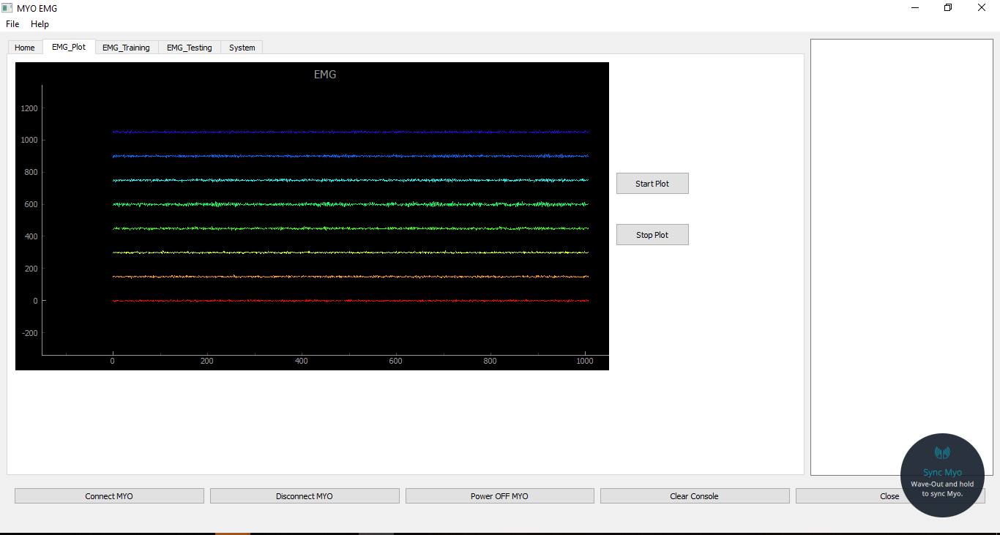 MYO EMG
File Help
Home EMG_Plot EMG_Training EMG_Testing System
EMG
1200
1000
800
600
400
200
0
-200
0 200 400 600 800 1000
Start Plot
Stop Plot
Sync Myo
Wave-Out and hold
to sync Myo.
Connect MYO Disconnect MYO Power OFF MYO Clear Console Close